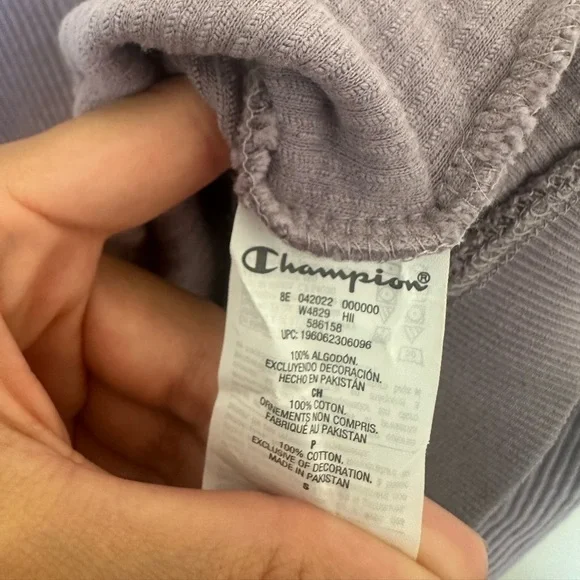 Champion®
8E 042022 000000
W4829 HII
586158
UPC: 196062306096
100% ALGODÓN.
EXCLUYENDO DECORACIÓN.
HECHO EN PAKISTÁN
CH
100% COTON.
ORNEMENTS NON COMPRIS.
FABRIQUÉ AU PAKISTAN
P
100% COTTON.
EXCLUSIVE OF DECORATION.
MADE IN PAKISTAN
S